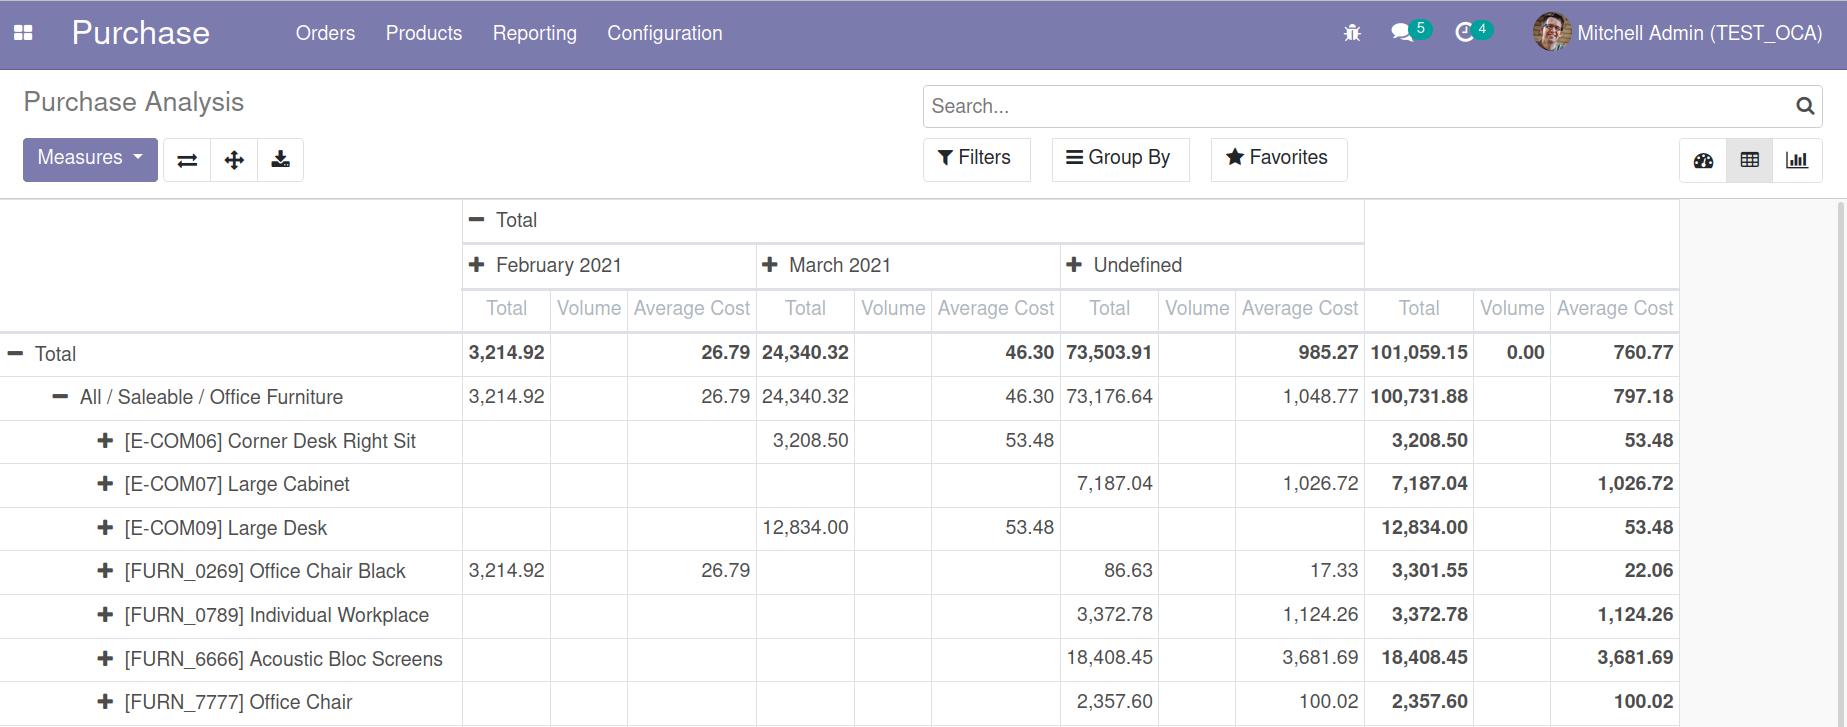 Purchase Orders Products Reporting Configuration 5 4 Mitchell Admin (TEST_OCA)
Purchase Analysis Search...
Measures Filters Group By Favorites
Total
February 2021 March 2021 Undefined
Total Volume Average Cost Total Volume Average Cost Total Volume Average Cost Total Volume Average Cost
Total 3,214.92 26.79 24,340.32 46.30 73,503.91 985.27 101,059.15 0.00 760.77
All / Saleable / Office Furniture 3,214.92 26.79 24,340.32 46.30 73,176.64 1,048.77 100,731.88 797.18
[E-COM06] Corner Desk Right Sit 3,208.50 53.48 3,208.50 53.48
[E-COM07] Large Cabinet 7,187.04 1,026.72 7,187.04 1,026.72
[E-COM09] Large Desk 12,834.00 53.48 12,834.00 53.48
[FURN_0269] Office Chair Black 3,214.92 26.79 86.63 17.33 3,301.55 22.06
[FURN_0789] Individual Workplace 3,372.78 1,124.26 3,372.78 1,124.26
[FURN_6666] Acoustic Bloc Screens 18,408.45 3,681.69 18,408.45 3,681.69
[FURN_7777] Office Chair 2,357.60 100.02 2,357.60 100.02